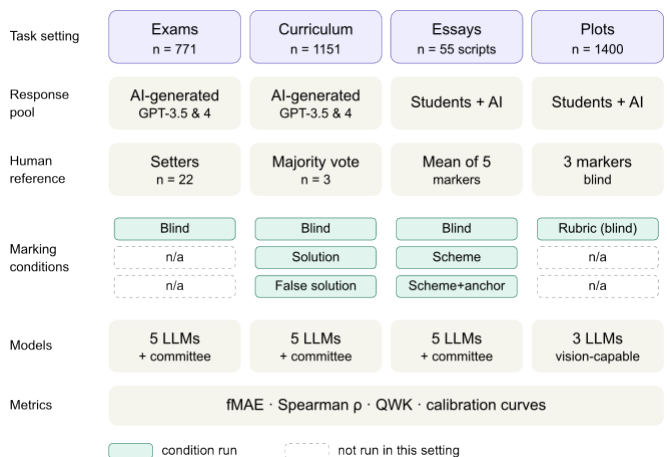 Task setting
Exams
n = 771
Curriculum
n = 1151
Essays
n = 55 scripts
Plots
n = 1400
Response
pool
AI-generated
GPT-3.5 & 4
AI-generated
GPT-3.5 & 4
Students + AI
Students + AI
Human
reference
Setters
n = 22
Majority vote
n = 3
Mean of 5
markers
3 markers
blind
Marking
conditions
Blind
Blind
Blind
Rubric (blind)
n/a
Solution
Scheme
n/a
n/a
False solution
Scheme+anchor
n/a
Models
5 LLMs
+ committee
5 LLMs
+ committee
5 LLMs
+ committee
3 LLMs
vision-capable
Metrics
fMAE · Spearman ρ · QWK · calibration curves
condition run
not run in this setting